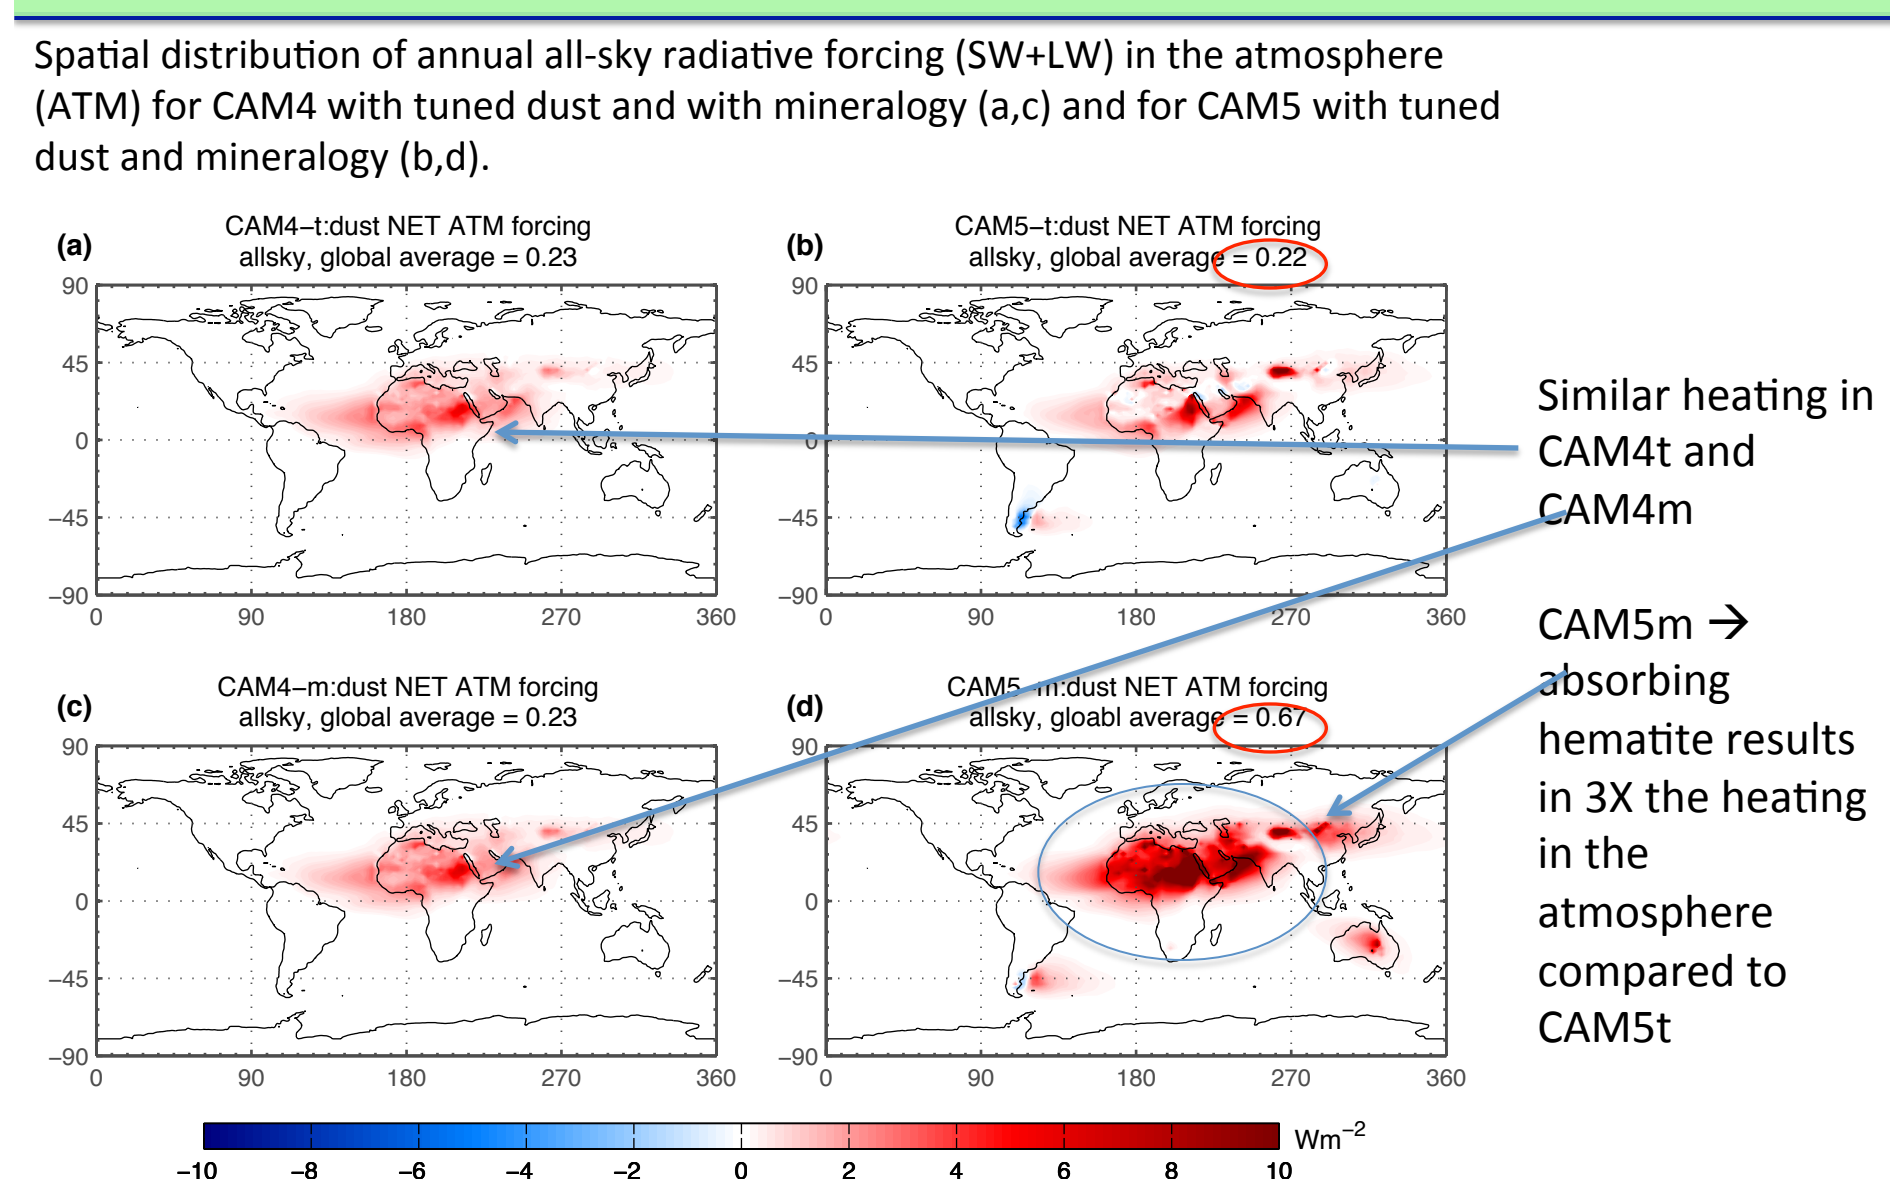 Spatial distribution of annual all-sky radiative forcing (SW+LW) in the atmosphere
(ATM) for CAM4 with tuned dust and with mineralogy (a,c) and for CAM5 with tuned
dust and mineralogy (b,d).
(a)
CAM4−t:dust NET ATM forcing
allsky, global average = 0.23
90
45
0
−45
−90
0 90 180 270 360
(b)
CAM5−t:dust NET ATM forcing
allsky, global average = 0.22
90
45
0
−45
−90
0 90 180 270 360
Similar heating in
CAM4t and
CAM4m
CAM5m →
absorbing
hematite results
in 3X the heating
in the
atmosphere
compared to
CAM5t
(c)
CAM4−m:dust NET ATM forcing
allsky, global average = 0.23
90
45
0
−45
−90
0 90 180 270 360
(d)
CAM5−m:dust NET ATM forcing
allsky, gloabl average = 0.67
90
45
0
−45
−90
0 90 180 270 360
Wm−2
−10 −8 −6 −4 −2 0 2 4 6 8 10